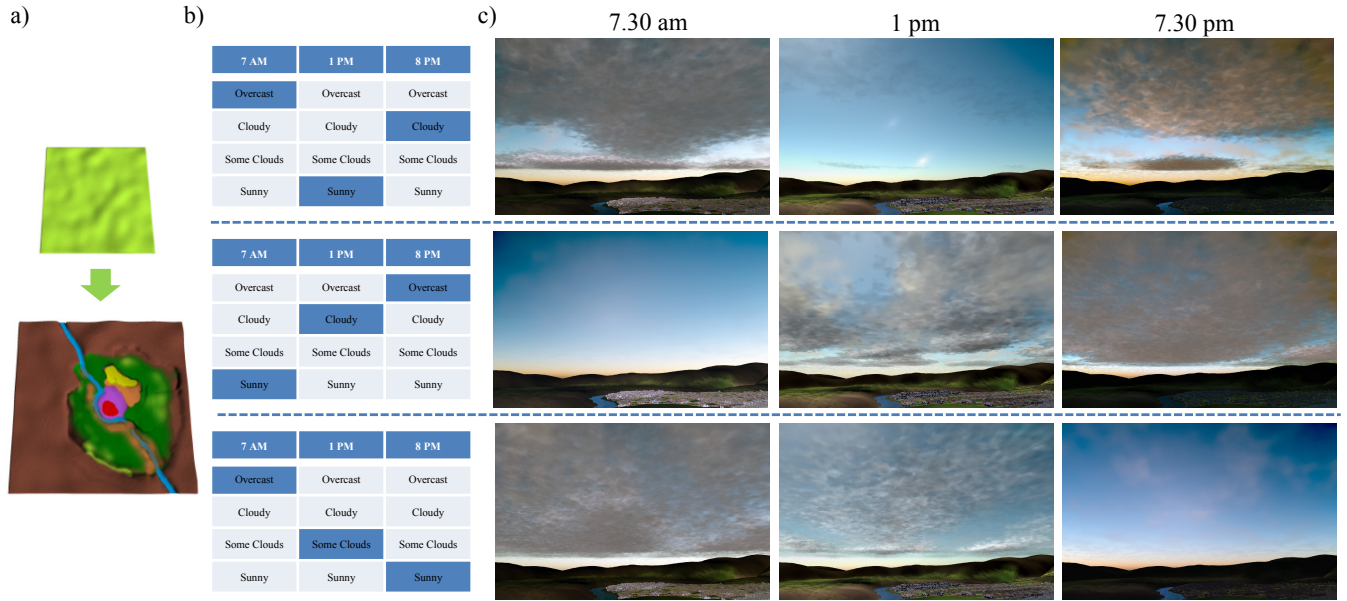 a)
b)
c)
7.30 am
1 pm
7.30 pm
7 AM 1 PM 8 PM
Overcast Overcast Overcast
Cloudy Cloudy Cloudy
Some Clouds Some Clouds Some Clouds
Sunny Sunny Sunny
7 AM 1 PM 8 PM
Overcast Overcast Overcast
Cloudy Cloudy Cloudy
Some Clouds Some Clouds Some Clouds
Sunny Sunny Sunny
7 AM 1 PM 8 PM
Overcast Overcast Overcast
Cloudy Cloudy Cloudy
Some Clouds Some Clouds Some Clouds
Sunny Sunny Sunny